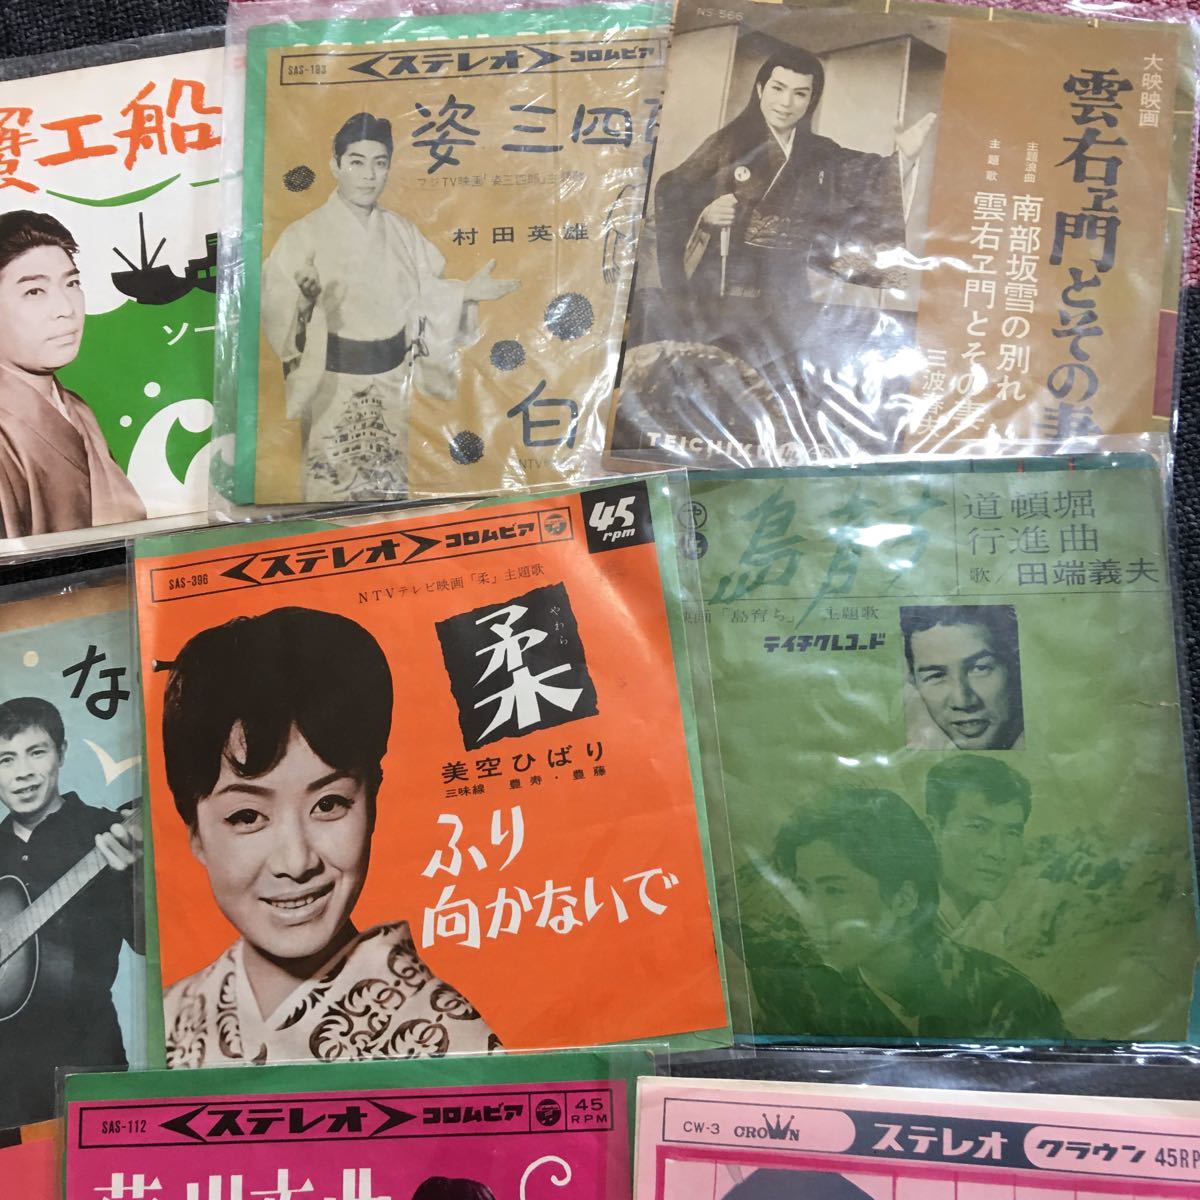 蟹工船
ソー
SAS-193
ステレオ コロムビア
姿三四
フジTV映画「姿三四郎」主題歌
村田英雄
白
NTV
NS-566
大映映画
雲右ヱ門とその妻
主題浪曲 南部坂雪の別れ
主題歌 雲右ヱ門とその妻
三波春夫
TEICHIKU
な
SAS-396
ステレオ コロムビア
45 rpm
NTVテレビ映画「柔」主題歌
柔
やわら
美空ひばり
三味線 豊寿・豊藤
ふり
向かないで
島育ち
道頓堀
行進曲
歌/田端義夫
映画「島育ち」主題歌
テイチクレコード
SAS-112
ステレオ コロムビア
45 RPM
CW-3
CROWN
ステレオ
クラウン
45RP